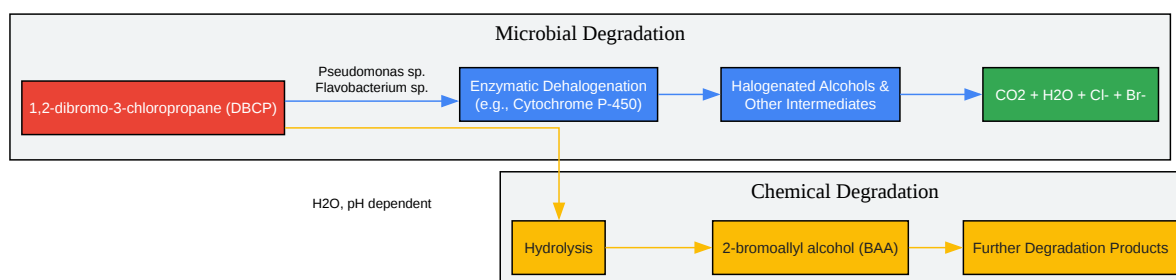 Microbial Degradation
1,2-dibromo-3-chloropropane (DBCP)
Pseudomonas sp.
Flavobacterium sp.
Enzymatic Dehalogenation
(e.g., Cytochrome P-450)
Halogenated Alcohols &
Other Intermediates
CO2 + H2O + Cl- + Br-
H2O, pH dependent
Chemical Degradation
Hydrolysis
2-bromoallyl alcohol (BAA)
Further Degradation Products